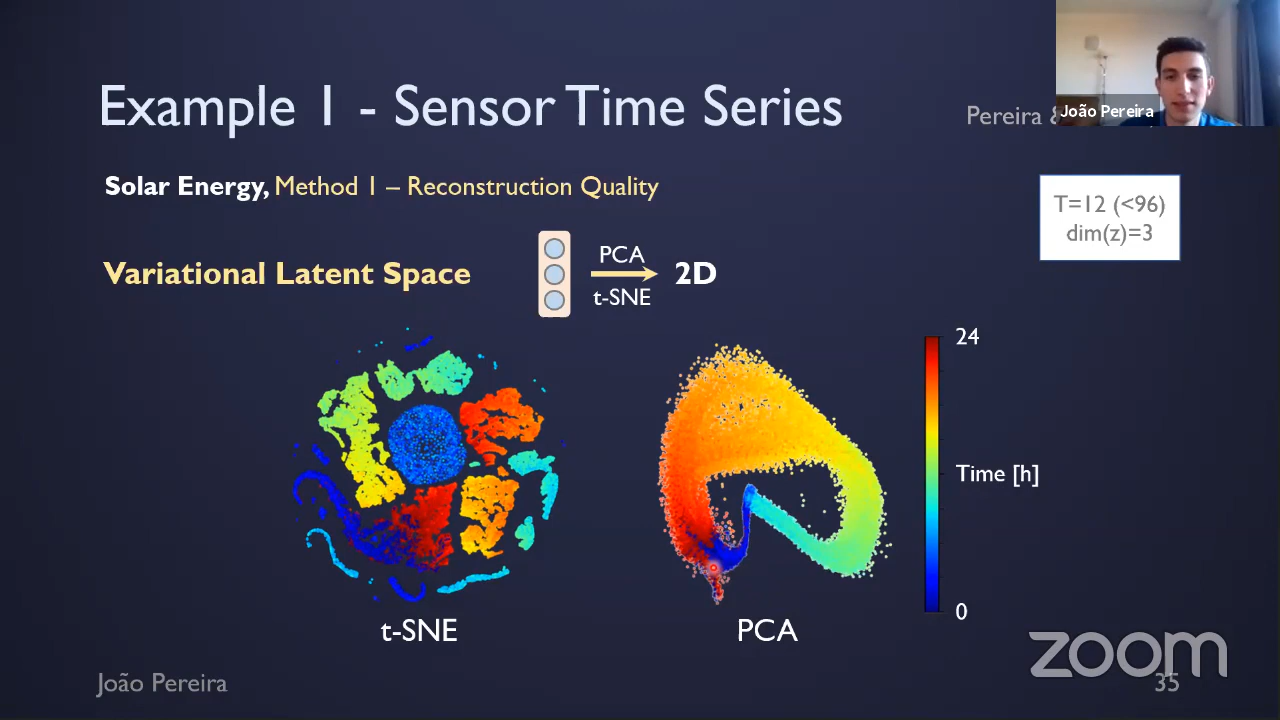 Example 1 - Sensor Time Series
Pereira &
João Pereira
Solar Energy, Method 1 – Reconstruction Quality
T=12 (<96)
dim(z)=3
Variational Latent Space
PCA
t-SNE
2D
24
Time [h]
0
t-SNE
PCA
João Pereira
zoom
35